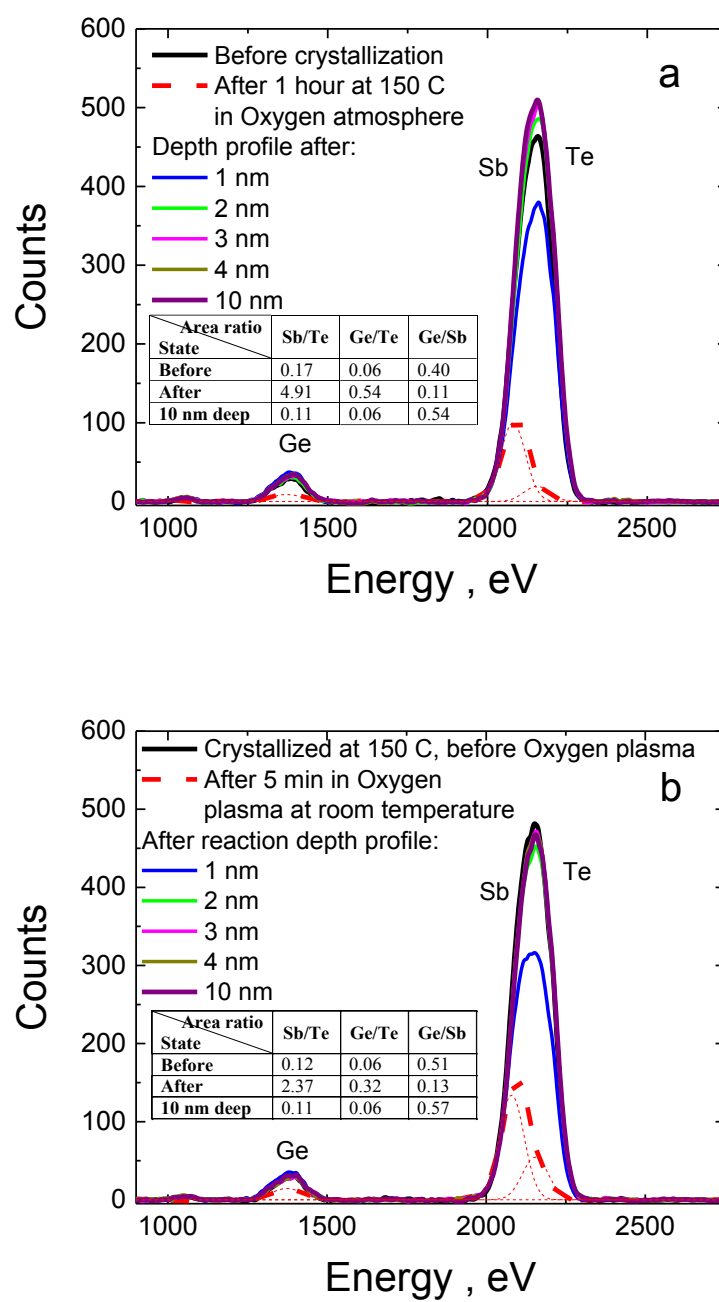 600
500
400
300
200
100
0
Counts
Before crystallization
After 1 hour at 150 C
in Oxygen atmosphere
Depth profile after:
1 nm
2 nm
3 nm
4 nm
10 nm
a
Sb Te
Area ratio State Sb/Te Ge/Te Ge/Sb
Before 0.17 0.06 0.40
After 4.91 0.54 0.11
10 nm deep 0.11 0.06 0.54
Ge
1000 1500 2000 2500
Energy , eV
600
500
400
300
200
100
0
Counts
Crystallized at 150 C, before Oxygen plasma
After 5 min in Oxygen
plasma at room temperature
After reaction depth profile:
1 nm
2 nm
3 nm
4 nm
10 nm
b
Sb Te
Area ratio State Sb/Te Ge/Te Ge/Sb
Before 0.12 0.06 0.51
After 2.37 0.32 0.13
10 nm deep 0.11 0.06 0.57
Ge
1000 1500 2000 2500
Energy , eV